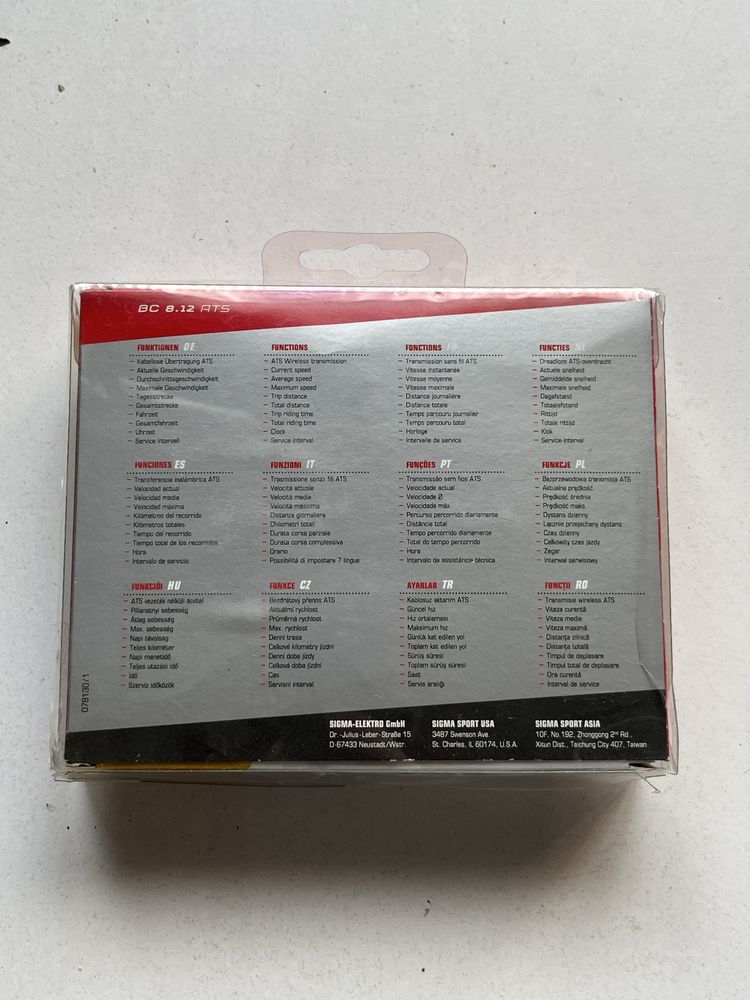 BC 8.12 ATS
FUNKTIONEN DE
Kabellose Übertragung ATS
Aktuelle Geschwindigkeit
Durchschnittsgeschwindigkeit
Maximale Geschwindigkeit
Tagesstrecke
Gesamtstrecke
Fahrzeit
Gesamtfahrzeit
Uhrzeit
Service Intervall
FUNCTIONS
ATS Wireless transmission
Current speed
Average speed
Maximum speed
Trip distance
Total distance
Trip riding time
Total riding time
Clock
Service interval
FONCTIONS FR
Transmission sans fil ATS
Vitesse instantanée
Vitesse moyenne
Vitesse maximale
Distance journalière
Distance totale
Temps parcouru journalier
Temps parcouru total
Horloge
Intervalle de service
FUNCTIES NL
Draadloze ATS-overdracht
Actuele snelheid
Gemiddelde snelheid
Maximale snelheid
Dagafstand
Totaalafstand
Rittijd
Totale rittijd
Klok
Service-interval
FUNCIONES ES
Transferencia inalámbrica ATS
Velocidad actual
Velocidad media
Velocidad máxima
Kilómetros del recorrido
Kilómetros totales
Tiempo del recorrido
Tiempo total de los recorridos
Hora
Intervalo de servicio
FUNZIONI IT
Trasmissione senza fili ATS
Velocità attuale
Velocità media
Velocità massima
Distanza giornaliera
Chilometri totali
Durata corsa parziale
Durata corsa complessiva
Orario
Possibilità di impostare 7 lingue
FUNÇÕES PT
Transmissão sem fios ATS
Velocidade actual
Velocidade Ø
Velocidade máx.
Percurso percorrido diariamente
Distância total
Tempo percorrido diariamente
Total do tempo percorrido
Hora
Intervalo de assistência técnica
FUNKCJE PL
Bezprzewodowa transmisja ATS
Aktualna prędkość
Prędkość średnia
Prędkość maks.
Dystans dzienny
Łącznie przejechany dystans
Czas dzienny
Całkowity czas jazdy
Zegar
Interwał serwisowy
FUNKCIÓI HU
ATS vezeték nélküli átvitel
Pillanatnyi sebesség
Átlag sebesség
Max. sebesség
Napi távolság
Teljes kilométer
Napi menetidő
Teljes utazási idő
Idő
Szerviz időközök
FUNKCE CZ
Bezdrátový přenos ATS
Aktuální rychlost
Průměrná rychlost
Max. rychlost
Denní trasa
Celkové kilometry jízdní
Denní doba jízdy
Celková doba jízdní
Čas
Servisní interval
AYARLAR TR
Kablosuz aktarım ATS
Güncel hız
Hız ortalaması
Maksimum hız
Günlük kat edilen yol
Toplam kat edilen yol
Sürüş süresi
Toplam sürüş süresi
Saat
Servis aralığı
FUNCȚII RO
Transmisie wireless ATS
Viteza curentă
Viteza medie
Viteza maximă
Distanța zilnică
Distanța totală
Timpul de deplasare
Timpul total de deplasare
Ora curentă
Interval de service
078130/1
SIGMA-ELEKTRO GmbH
Dr.-Julius-Leber-Straße 15
D-67433 Neustadt/Wstr.
SIGMA SPORT USA
3487 Swenson Ave.
St. Charles, IL 60174, U.S.A.
SIGMA SPORT ASIA
10F, No.192, Zhonggong 2nd Rd.,
Xitun Dist., Taichung City 407, Taiwan